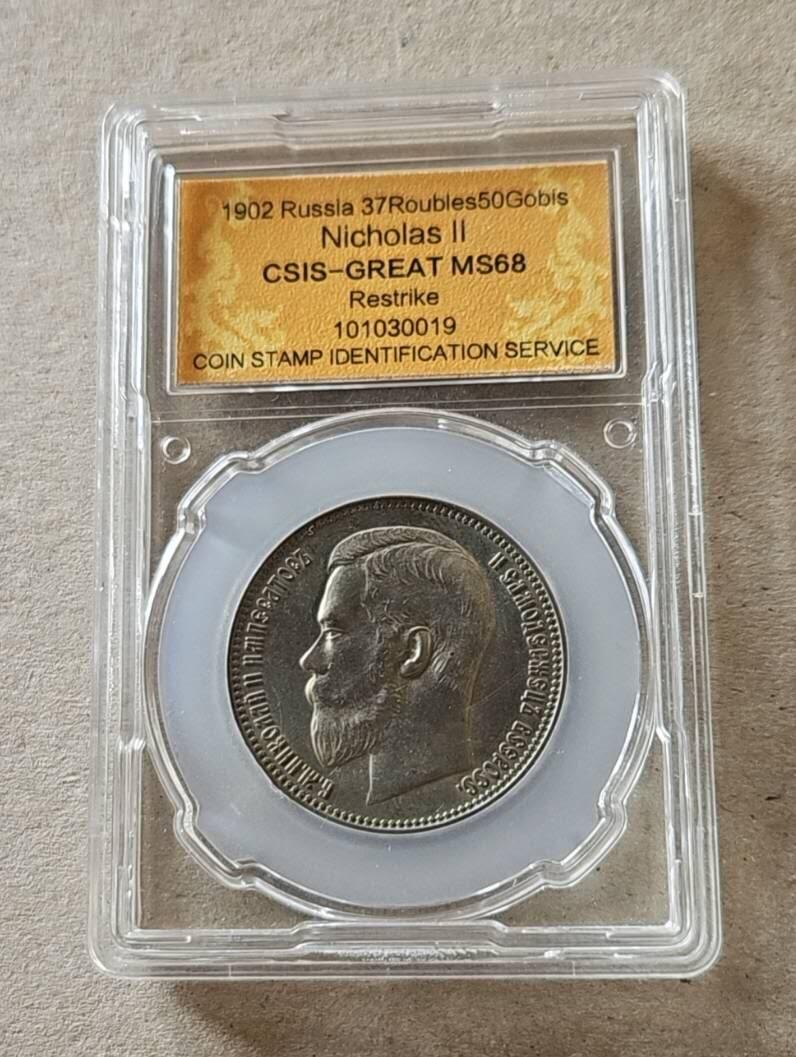 1902 Russia 37Roubles50Gobis
Nicholas II
CSIS-GREAT MS68
Restrike
101030019
COIN STAMP IDENTIFICATION SERVICE